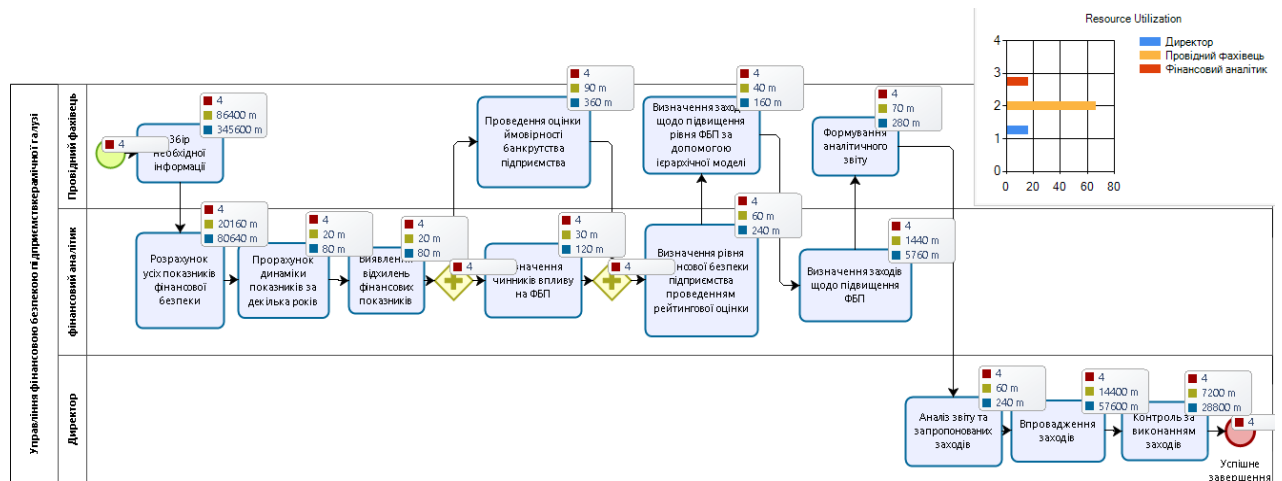 Resource Utilization
4
3
2
1
0
0 20 40 60 80
Директор
Провідний Фахівець
Фінансовий аналітик
Управління фінансовою безпекою підприємствкерамічної галузі
Провідний фахівець
фінансовий аналітик
Директор
4
4
86400 m
345600 m
Збір
необхідної
інформації
4
90 m
360 m
Проведення оцінки
ймовірності
банкрутства
підприємства
4
40 m
160 m
Визначення заход
щодо підвищення
рівня ФБП за
допомогою
ієрархічної моделі
4
70 m
280 m
Формування
аналітичного
звіту
4
20160 m
80640 m
Розрахунок
усіх показників
фінансової
безпеки
4
20 m
80 m
Прорахунок
динаміки
показників за
декілька років
4
20 m
80 m
відхилень
фінансових
показників
4
4
30 m
120 m
чинників впливу
на ФБП
4
4
60 m
240 m
Визначення рівня
підприємства
проведенням
рейтингової оцінки
4
1440 m
5760 m
Визначення заходів
щодо підвищення
ФБП
4
60 m
240 m
Аналіз звіту та
запропонованих
заходів
4
14400 m
57600 m
Впровадження
заходів
4
7200 m
28800 m
Контроль за
виконанням
заходів
4
Успішне
завершення